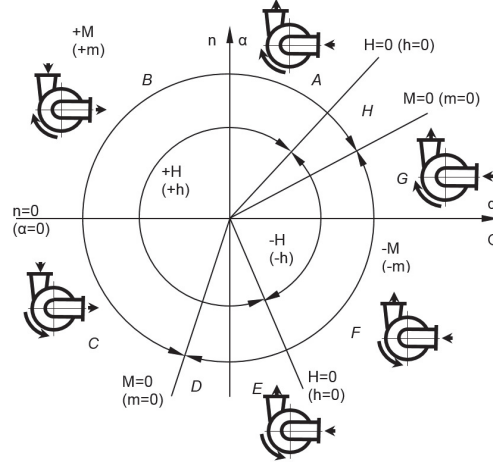 +M
(+m)
n
α
H=0 (h=0)
B
A
H
M=0 (m=0)
+H
(+h)
G
n=0
(α=0)
q
Q
-H
(-h)
-M
(-m)
C
F
M=0
(m=0)
D
E
H=0
(h=0)